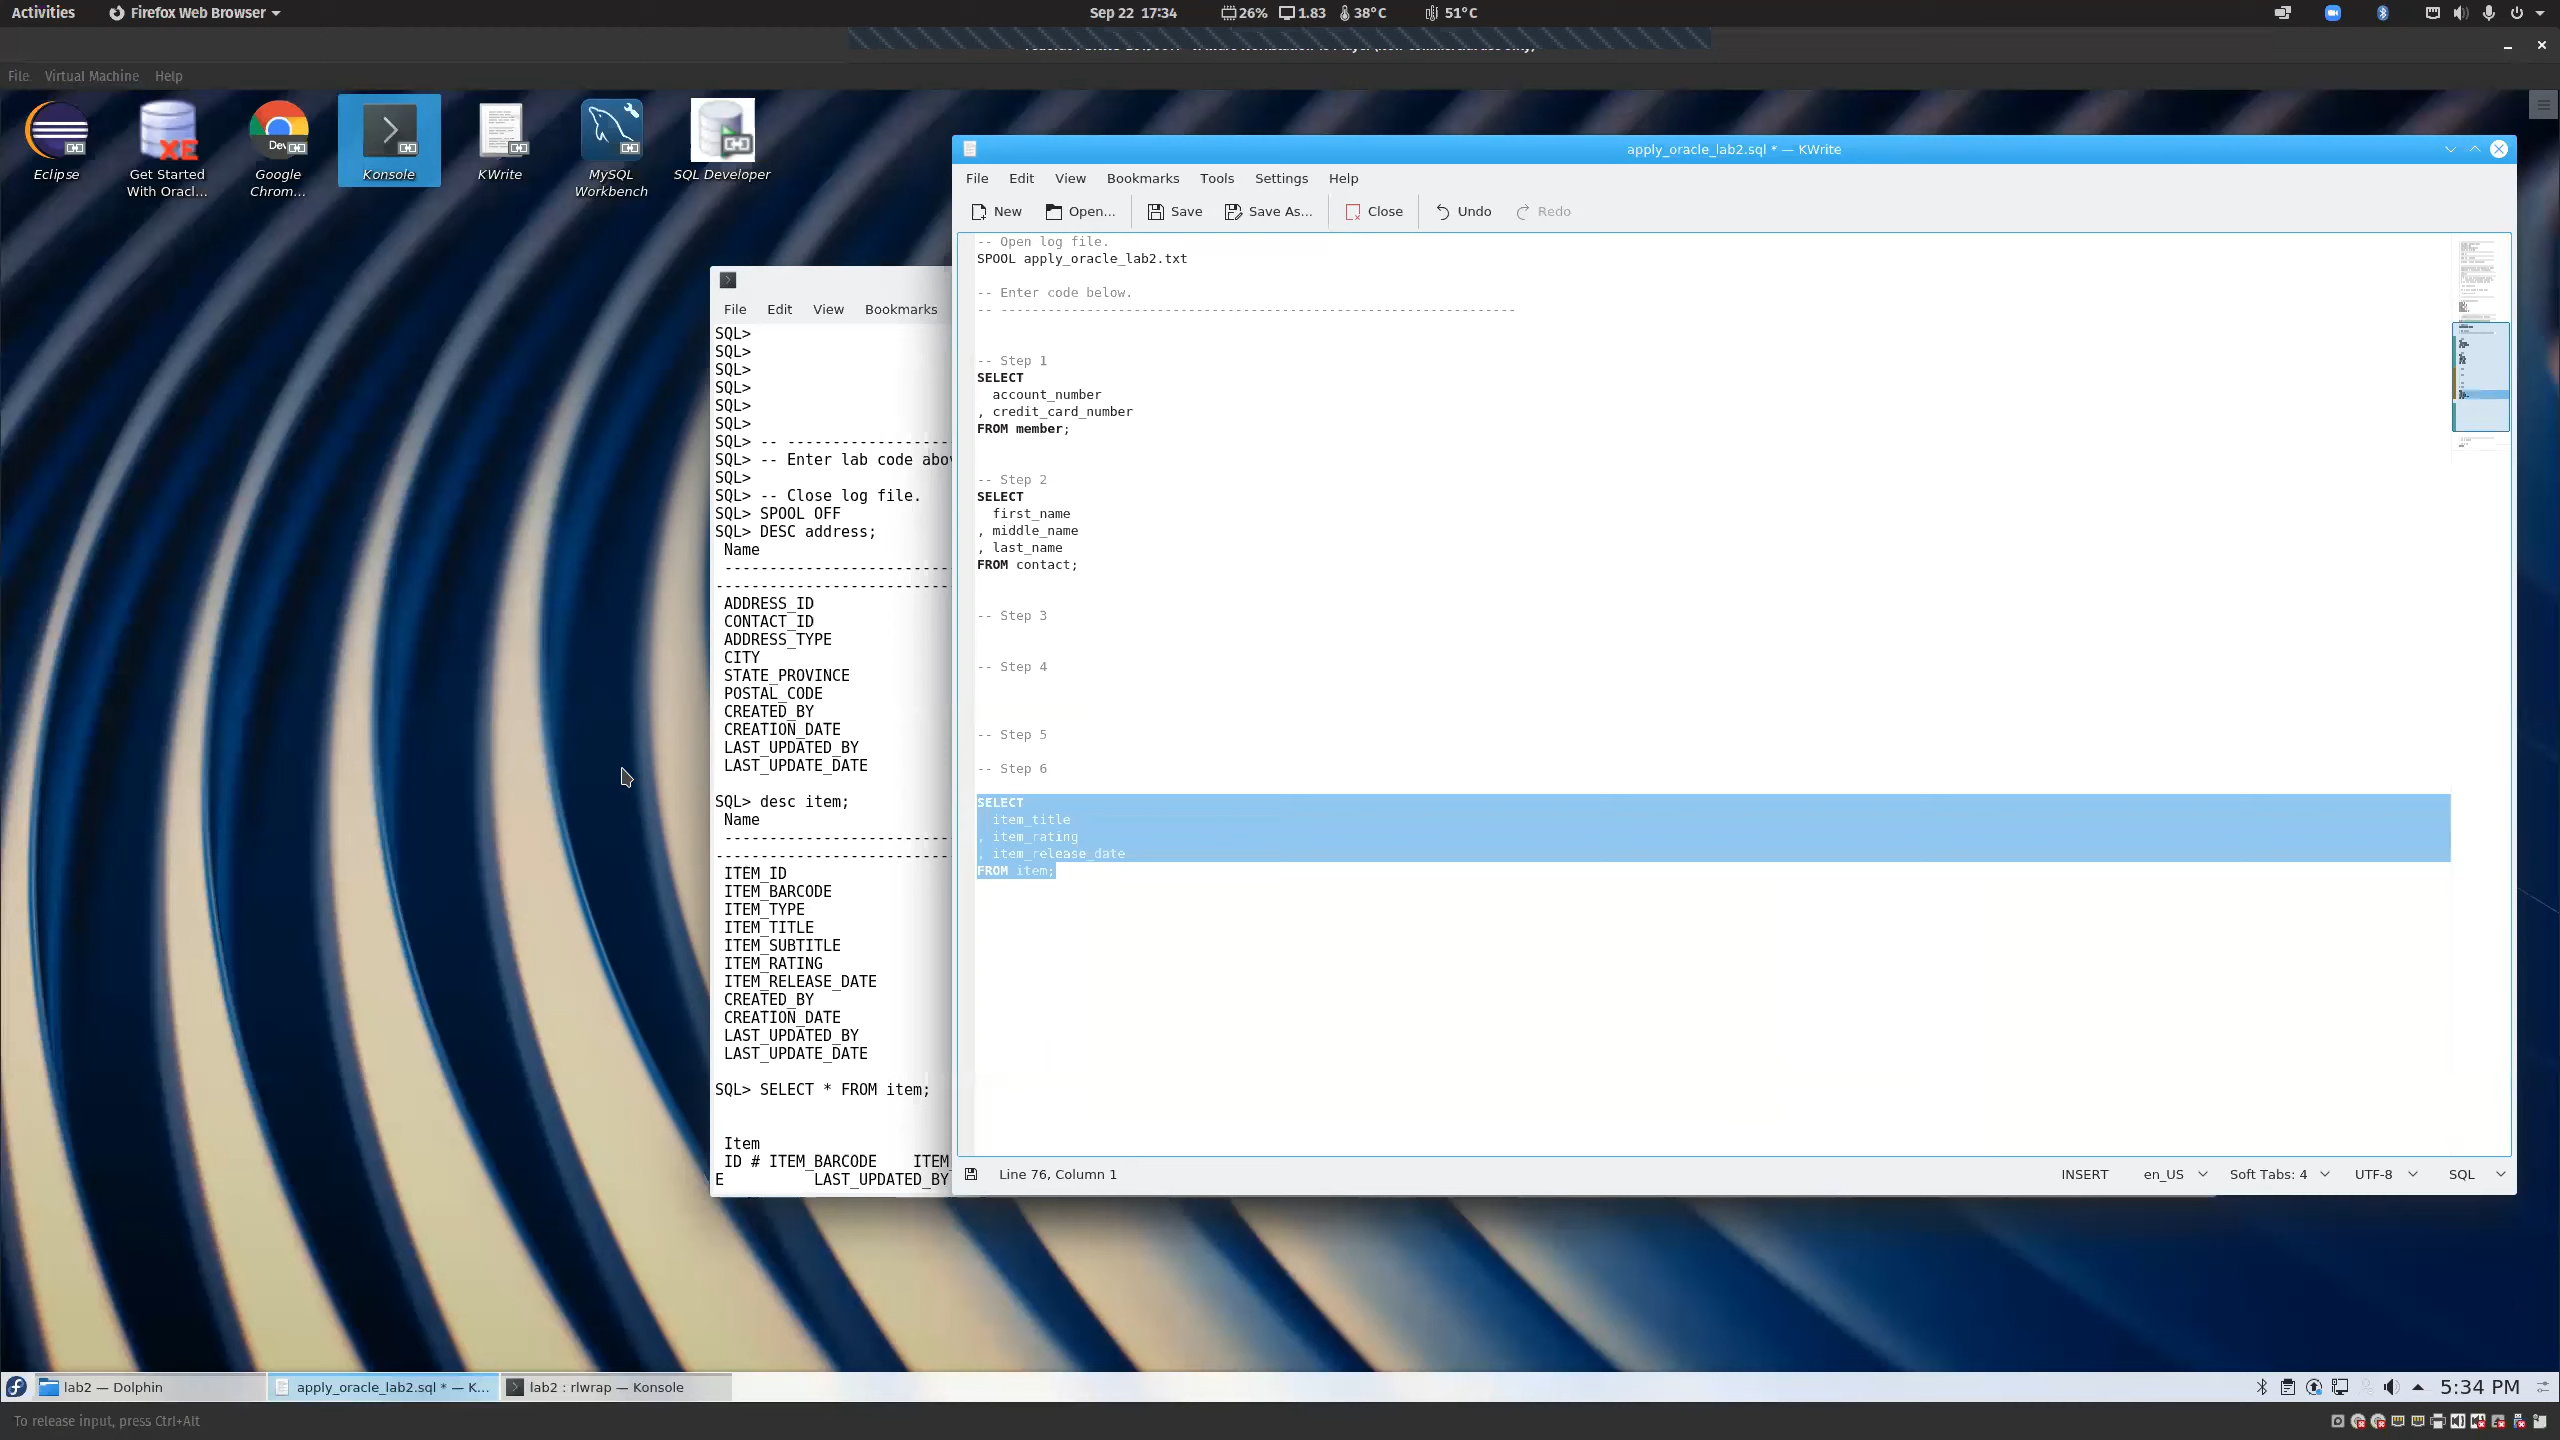 Activities
Firefox Web Browser
Sep 22 17:34
26%
1.83
38°C
51°C
File
Virtual Machine
Help
Eclipse
XE
Get Started
With Oracl...
Dev
Google
Chrom...
Konsole
KWrite
MySQL
Workbench
SQL Developer
File
Edit
View
Bookmarks
SQL>
SQL>
SQL>
SQL>
SQL>
SQL>
SQL> -- ------------------
SQL> -- Enter lab code
SQL>
SQL> -- Close log file.
SQL> SPOOL OFF
SQL> DESC address;
Name
-------------------------
--------------------------
ADDRESS_ID
CONTACT_ID
ADDRESS_TYPE
CITY
STATE_PROVINCE
POSTAL_CODE
CREATED_BY
CREATION_DATE
LAST_UPDATED_BY
LAST_UPDATE_DATE
SQL> desc item;
Name
-------------------------
--------------------------
ITEM_ID
ITEM_BARCODE
ITEM_TYPE
ITEM_TITLE
ITEM_SUBTITLE
ITEM_RATING
ITEM_RELEASE_DATE
CREATED_BY
CREATION_DATE
LAST_UPDATED_BY
LAST_UPDATE_DATE
SQL> SELECT * FROM item;
Item
ID # ITEM_BARCODE ITEM_
E LAST_UPDATED_BY
apply_oracle_lab2.sql * — KWrite
File
Edit
View
Bookmarks
Tools
Settings
Help
New
Open...
Save
Save As...
Close
Undo
Redo
-- Open log file.
SPOOL apply_oracle_lab2.txt
-- Enter code below.
-- ------------------------------------------------------------------
-- Step 1
SELECT
account_number
, credit_card_number
FROM member;
-- Step 2
SELECT
first_name
, middle_name
, last_name
FROM contact;
-- Step 3
-- Step 4
-- Step 5
-- Step 6
SELECT
item_title
, item_rating
, item_release_date
FROM item;
Line 76, Column 1
INSERT
en_US
Soft Tabs: 4
UTF-8
SQL
lab2 — Dolphin
apply_oracle_lab2.sql * — K...
lab2 : rlwrap — Konsole
5:34 PM
To release input, press Ctrl+Alt